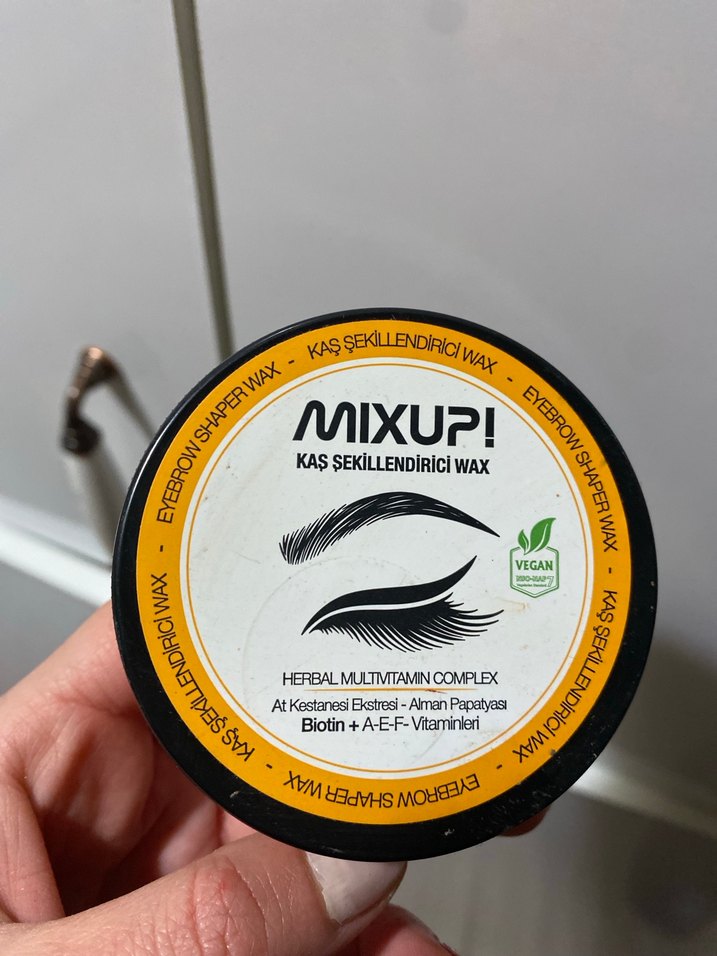 KAŞ ŞEKİLLENDİRİCİ WAX - EYEBROW SHAPER WAX - KAŞ ŞEKİLLENDİRİCİ WAX - EYEBROW SHAPER WAX - KAŞ ŞEKİLLENDİRİCİ WAX - EYEBROW SHAPER WAX -
MIXUP!
KAŞ ŞEKİLLENDİRİCİ WAX
VEGAN
HERBAL MULTIVITAMIN COMPLEX
At Kestanesi Ekstresi - Alman Papatyası
Biotin + A-E-F- Vitaminleri